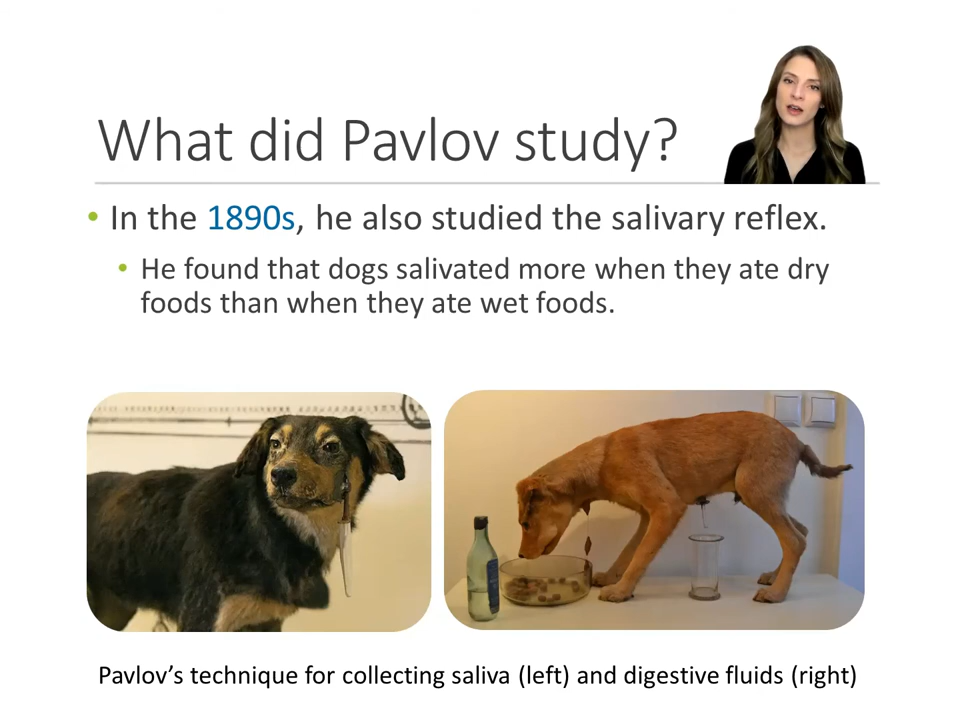 What did Pavlov study?
• In the 1890s, he also studied the salivary reflex.
• He found that dogs salivated more when they ate dry
foods than when they ate wet foods.
Pavlov’s technique for collecting saliva (left) and digestive fluids (right)